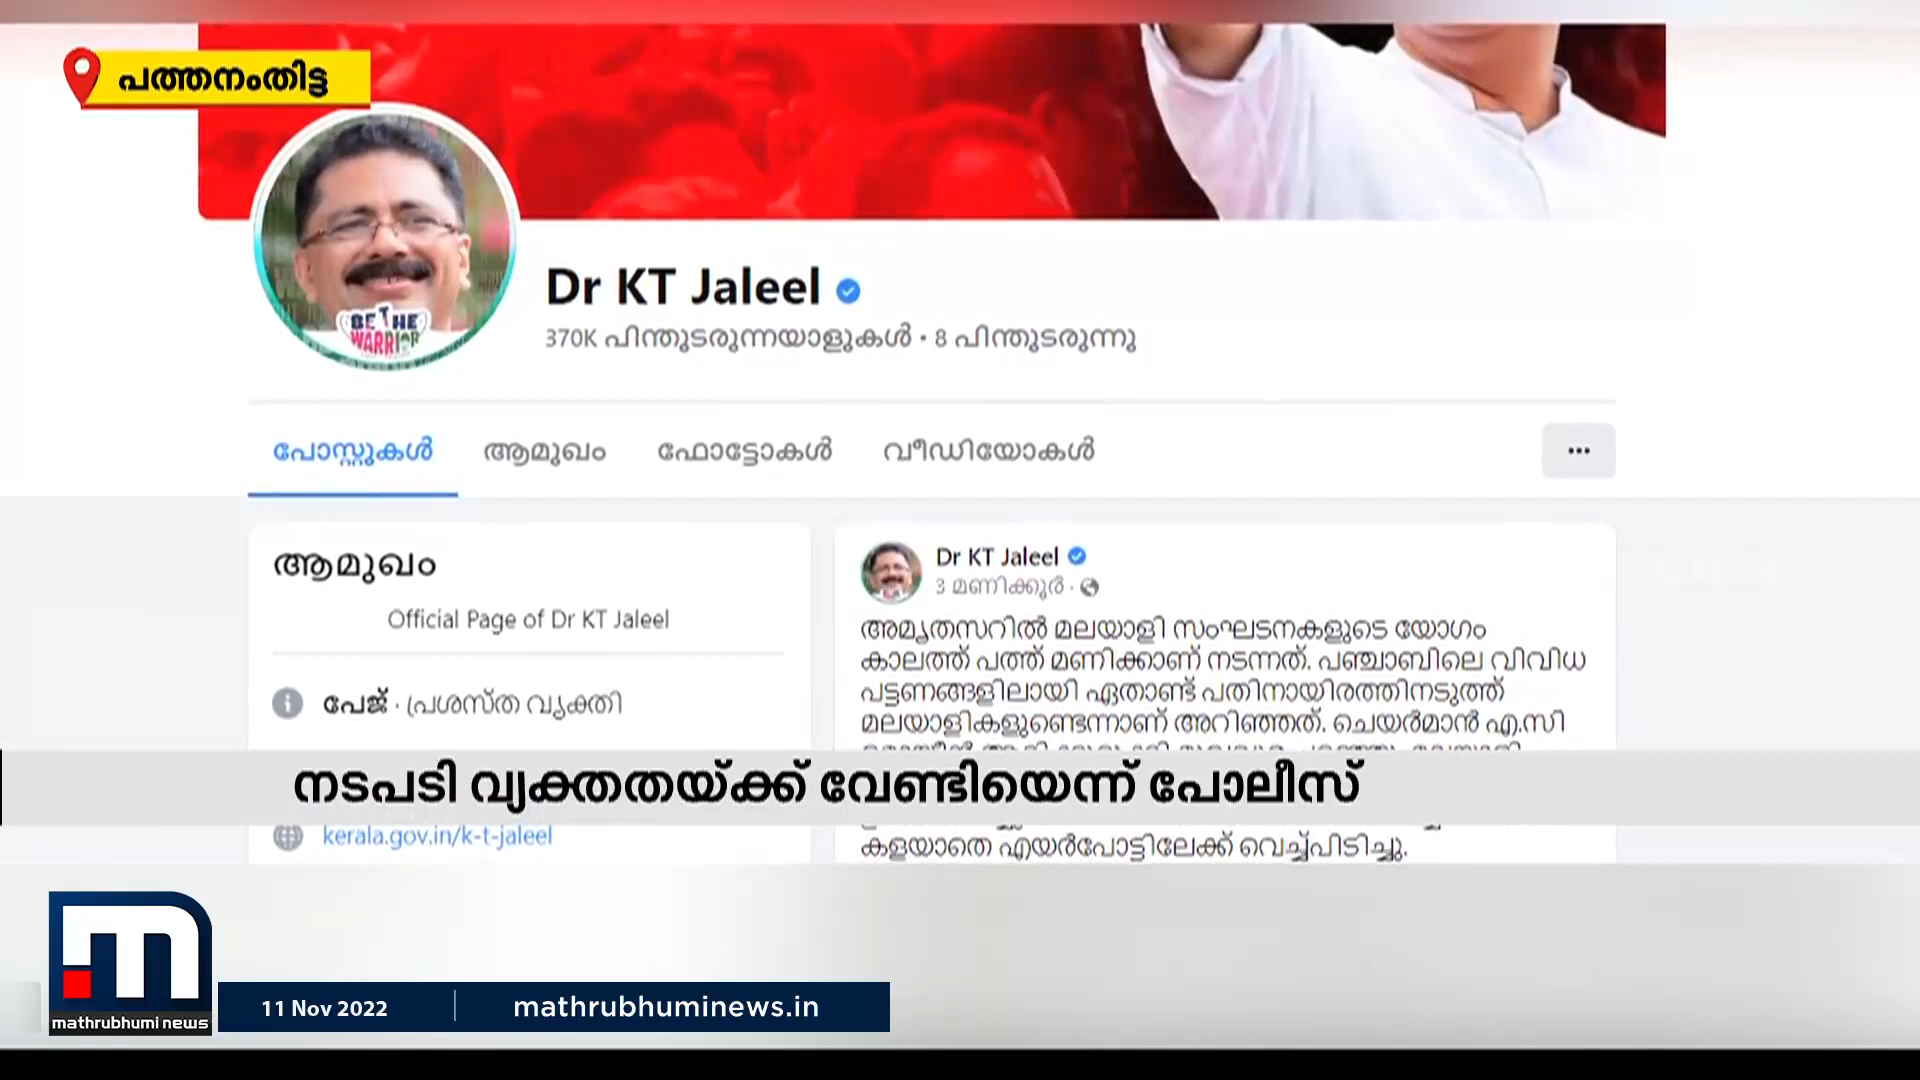 പത്തനംതിട്ട
BE THE
WARRIOR
Dr KT Jaleel
370K പിന്തുടരുന്നയാളുകൾ • 8 പിന്തുടരുന്നു
പോസ്റ്റുകൾ ആമുഖം ഫോട്ടോകൾ വീഡിയോകൾ
ആമുഖം
Official Page of Dr KT Jaleel
പേജ് · പ്രശസ്ത വ്യക്തി
kerala.gov.in/k-t-jaleel
Dr KT Jaleel
3 മണിക്കൂർ ·
അമൃതസറിൽ മലയാളി സംഘടനകളുടെ യോഗം
കാലത്ത് പത്ത് മണിക്കാണ് നടന്നത്. പഞ്ചാബിലെ വിവിധ
പട്ടണങ്ങളിലായി ഏതാണ്ട് പതിനായിരത്തിനടുത്ത്
മലയാളികളുണ്ടെന്നാണ് അറിഞ്ഞത്. ചെയർമാൻ എ.സി
കളയാതെ എയർപോട്ടിലേക്ക് വെച്ച്പിടിച്ചു.
നടപടി വ്യക്തതയ്ക്ക് വേണ്ടിയെന്ന് പോലീസ്
mathrubhumi news
11 Nov 2022
mathrubhuminews.in